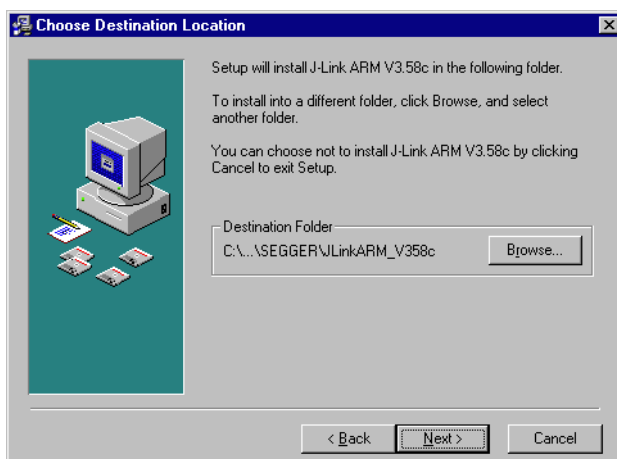 Choose Destination Location
Setup will install J-Link ARM V3.58c in the following folder.
To install into a different folder, click Browse, and select
another folder.
You can choose not to install J-Link ARM V3.58c by clicking
Cancel to exit Setup.
Destination Folder
C:\...\SEGGER\JLinkARM_V358c
Browse...
< Back
Next >
Cancel